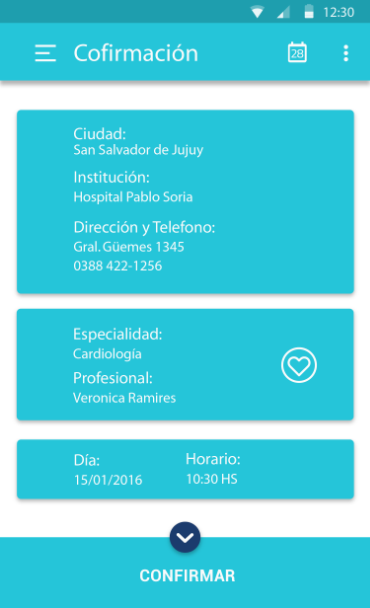 12:30
Cofirmación
28
Ciudad:
San Salvador de Jujuy
Institución:
Hospital Pablo Soria
Dirección y Telefono:
Gral. Güemes 1345
0388 422-1256
Especialidad:
Cardiología
Profesional:
Veronica Ramires
Día: Horario:
15/01/2016 10:30 HS
CONFIRMAR